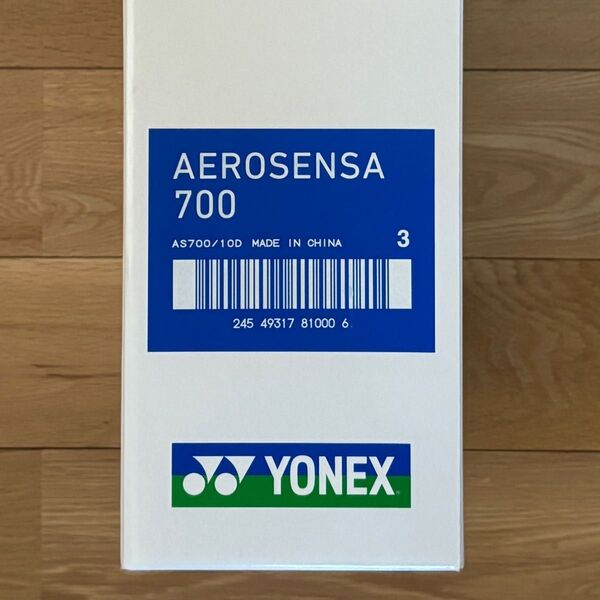 AEROSENSA
700
AS700/10D MADE IN CHINA 3
245 49317 81000 6
YONEX